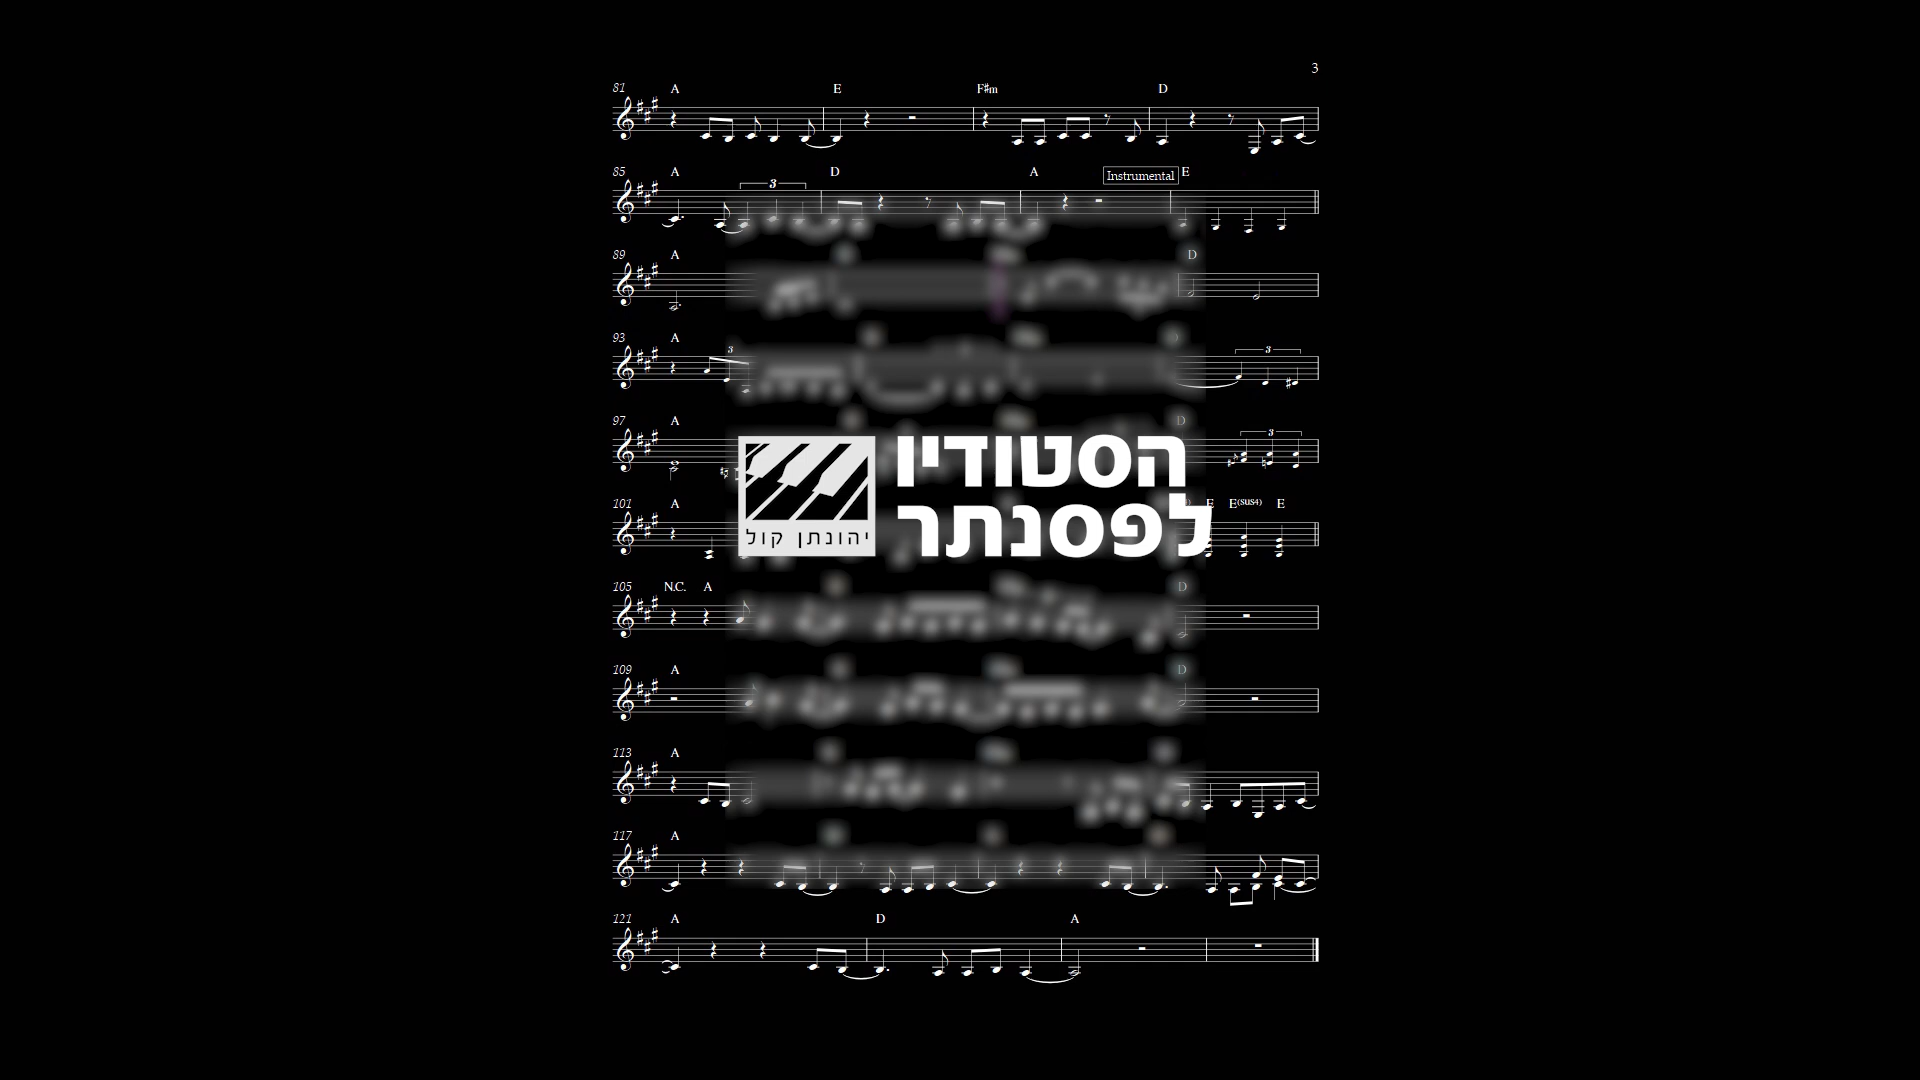 3
81 A E F#m D
85 A 3 D A Instrumental E
89 A D
93 A 3 3
97 A D 3
101 A E E(sus4) E
105 N.C. A D
109 A D
113 A
117 A
121 A D A
הסטודיו
לפסנתר
יהונתן קול